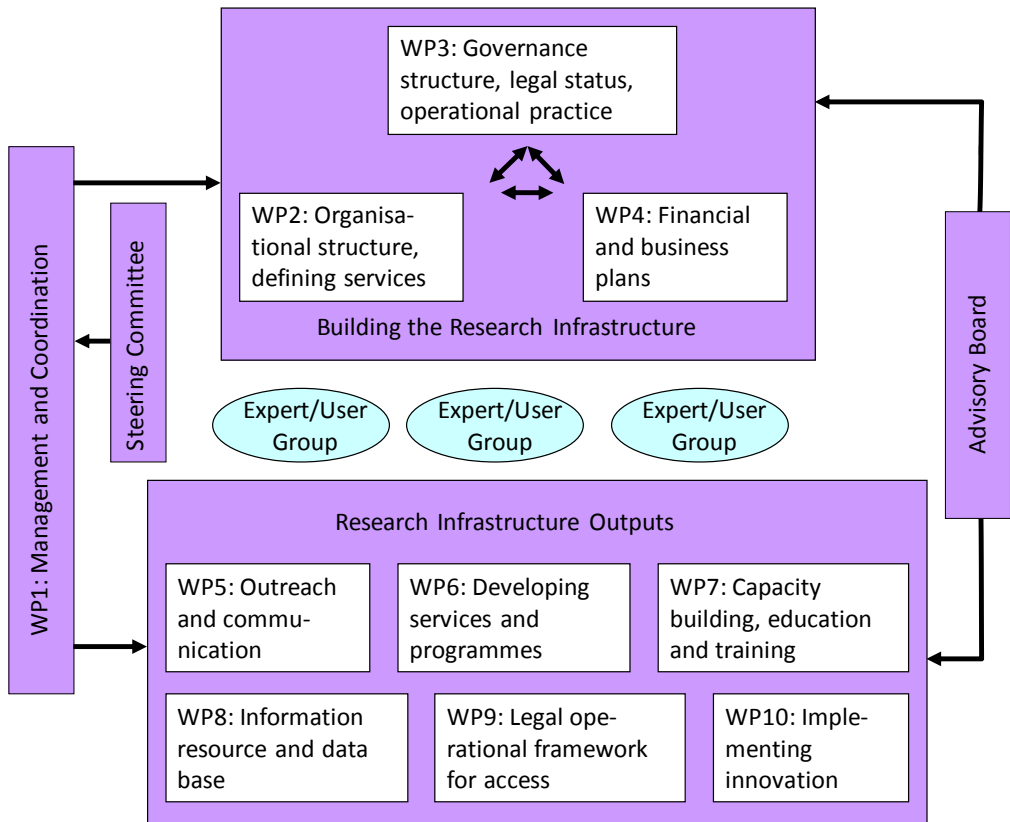 WP3: Governance
structure, legal status,
operational practice
WP2: Organisa-
tional structure,
defining services
WP4: Financial
and business
plans
Building the Research Infrastructure
WP1: Management and Coordination
Steering Committee
Advisory Board
Expert/User
Group
Expert/User
Group
Expert/User
Group
Research Infrastructure Outputs
WP5: Outreach
and commu-
nication
WP6: Developing
services and
programmes
WP7: Capacity
building, education
and training
WP8: Information
resource and data
base
WP9: Legal ope-
rational framework
for access
WP10: Imple-
menting
innovation